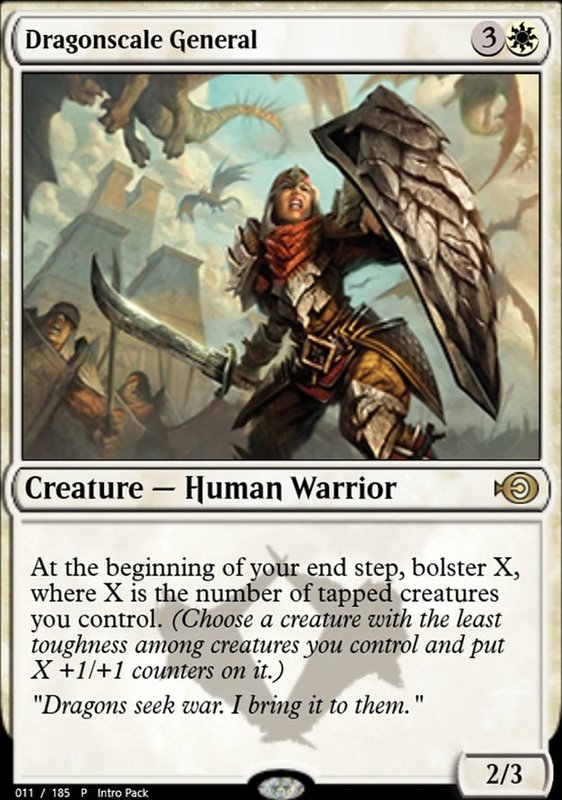 Dragonscale General 3
Creature — Human Warrior
At the beginning of your end step, bolster X,
where X is the number of tapped creatures
you control. (Choose a creature with the least
toughness among creatures you control and put
X +1/+1 counters on it.)
"Dragons seek war. I bring it to them."
2/3
011 / 185 P Intro Pack